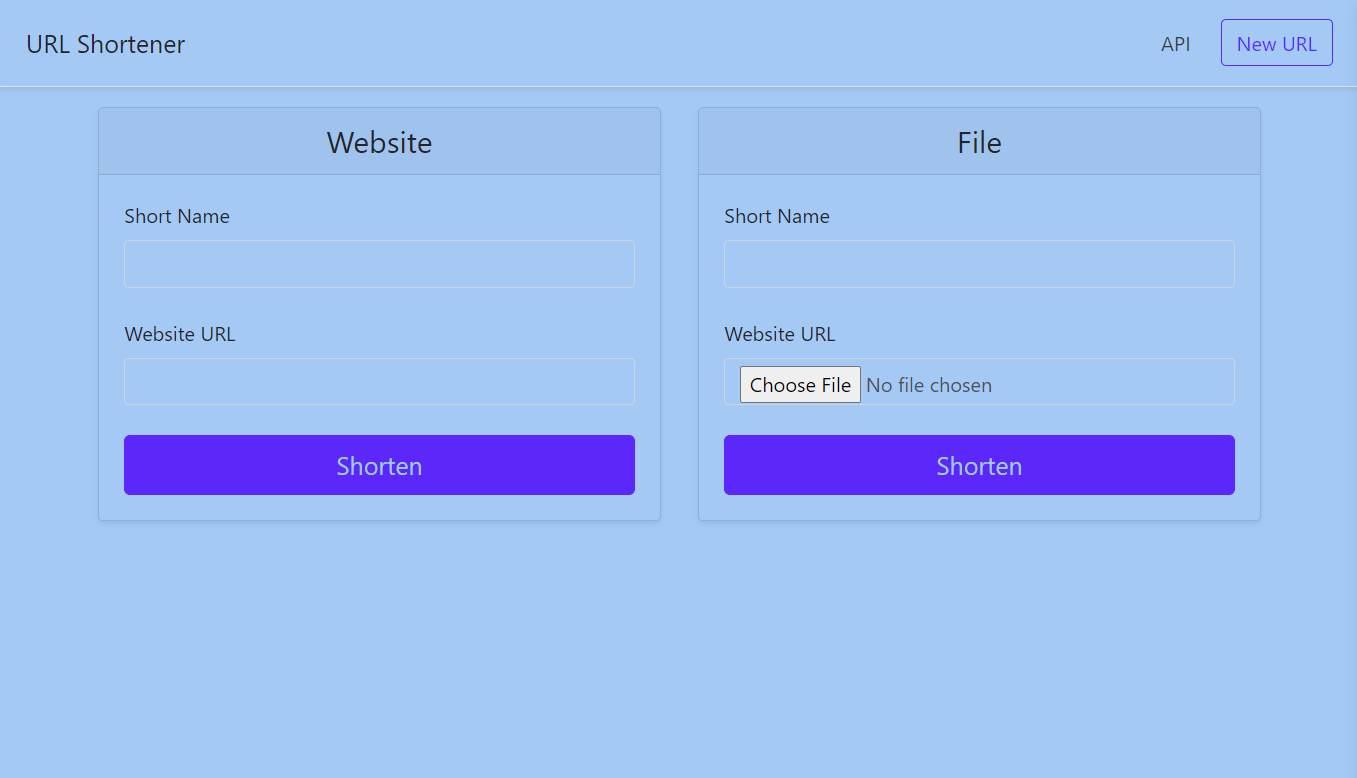 URL Shortener
API
New URL
Website
Short Name
Website URL
Shorten
File
Short Name
Website URL
Choose File No file chosen
Shorten